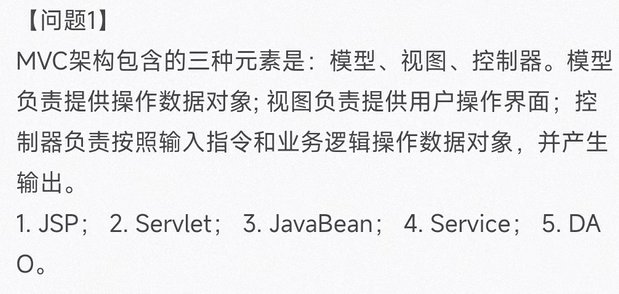 【问题1】
MVC架构包含的三种元素是：模型、视图、控制器。模型
负责提供操作数据对象; 视图负责提供用户操作界面；控
制器负责按照输入指令和业务逻辑操作数据对象，并产生
输出。
1. JSP； 2. Servlet； 3. JavaBean； 4. Service； 5. DA
O。